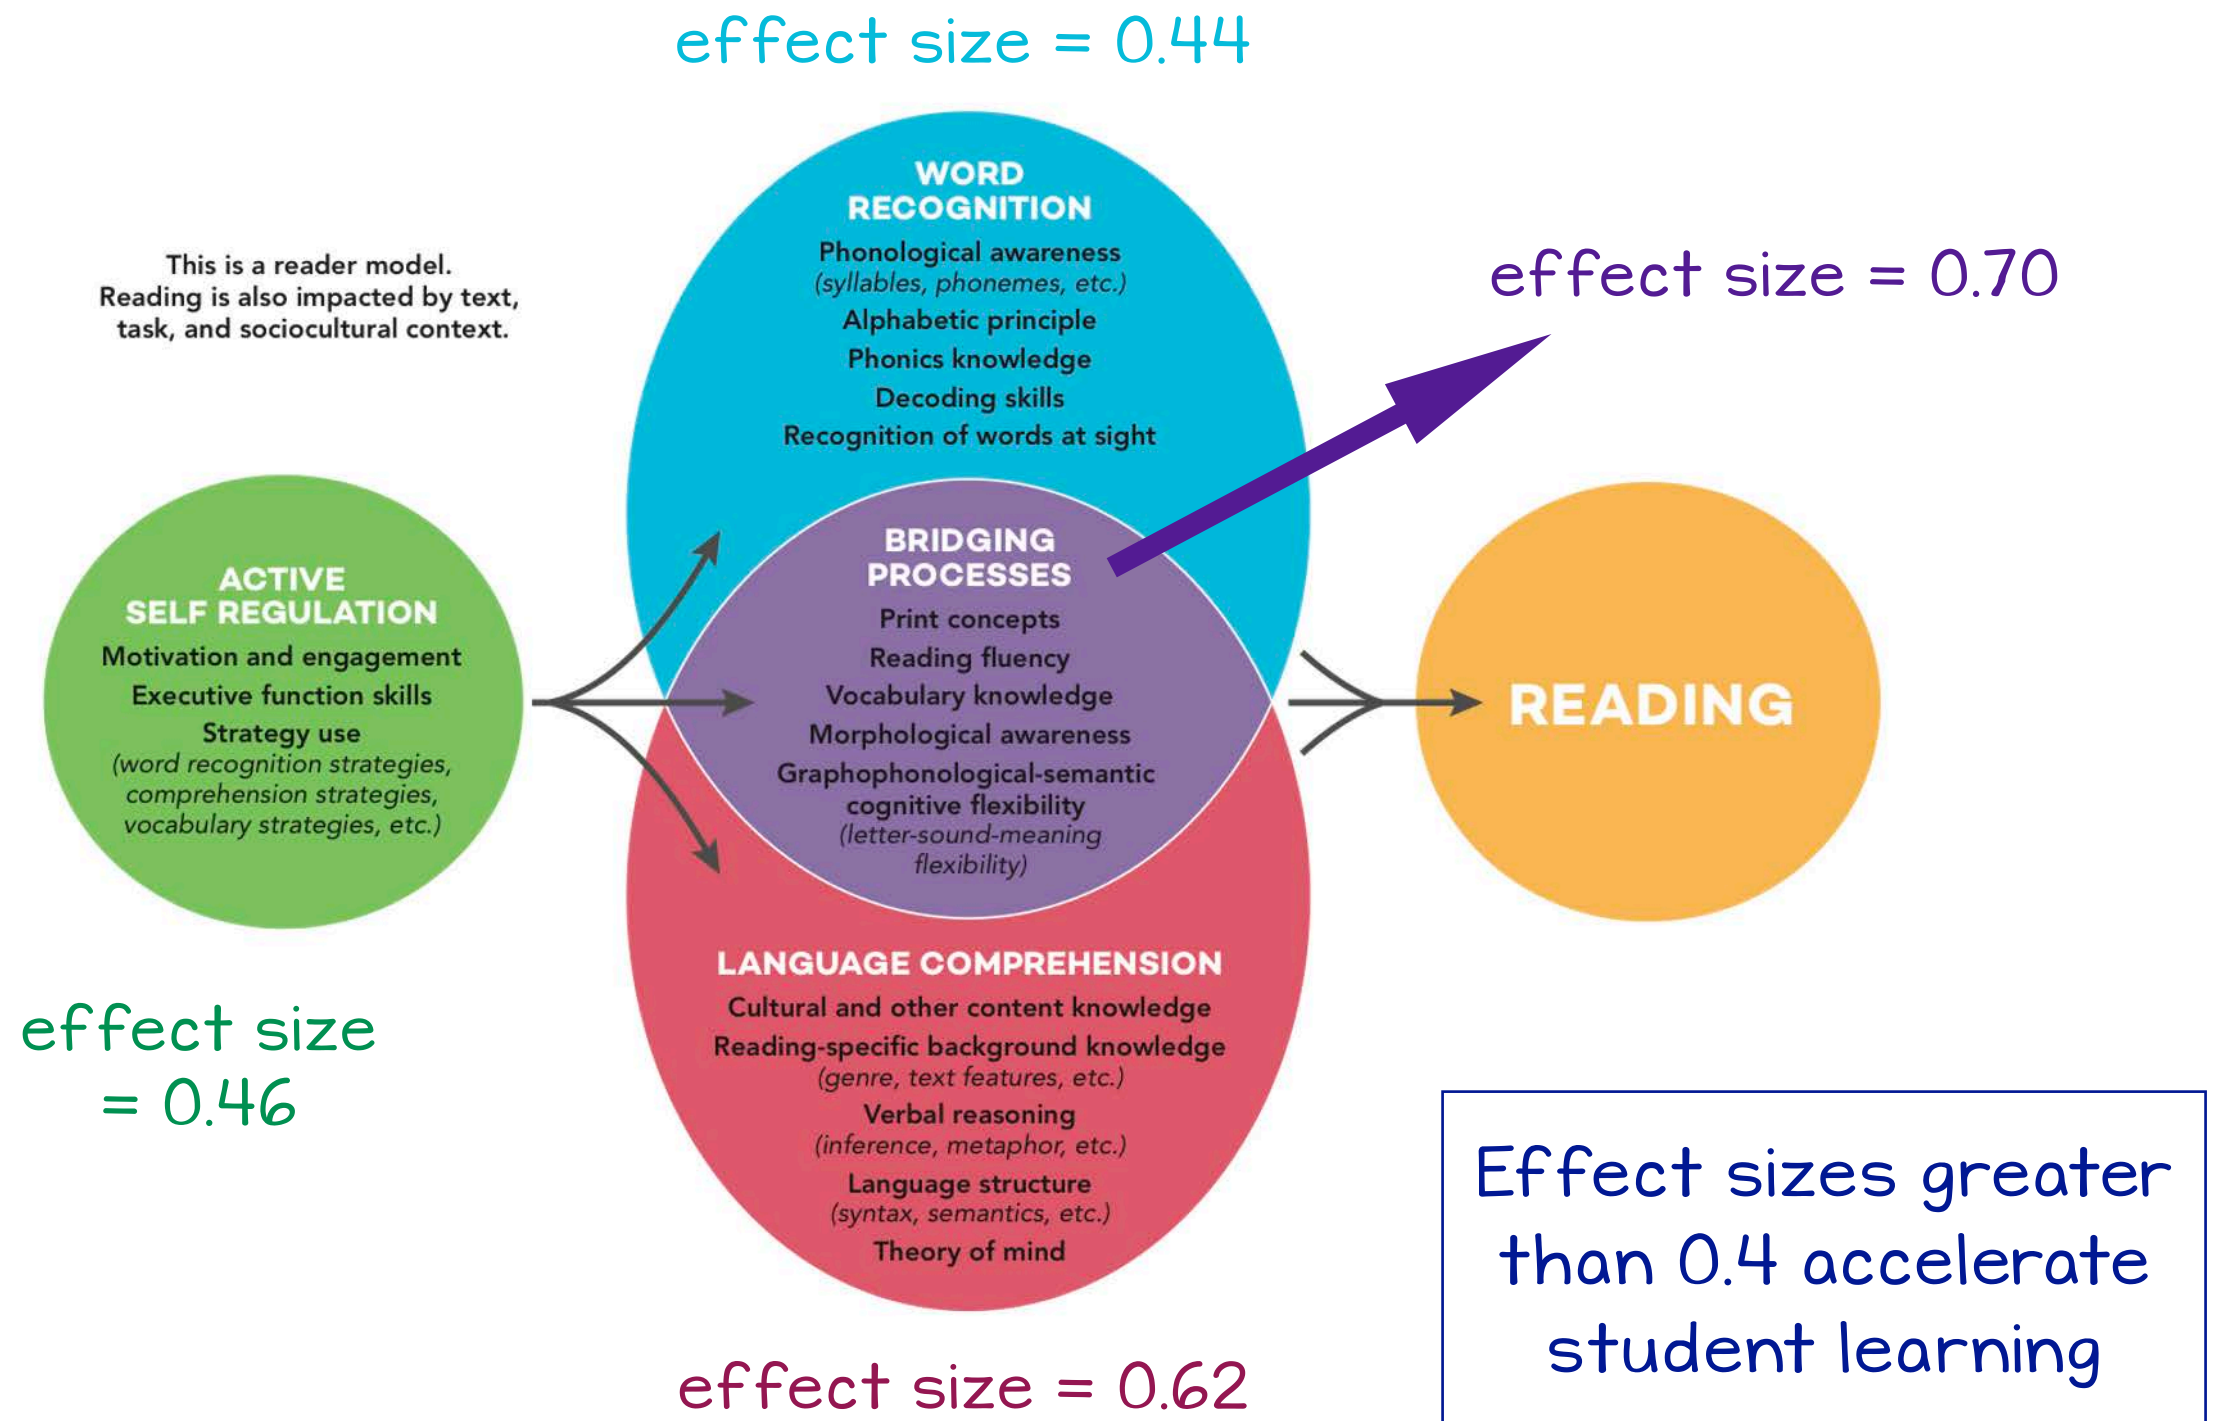 effect size = 0.44
WORD
RECOGNITION
Phonological awareness
(syllables, phonemes, etc.)
Alphabetic principle
Phonics knowledge
Decoding skills
Recognition of words at sight
This is a reader model.
Reading is also impacted by text,
task, and sociocultural context.
effect size = 0.70
ACTIVE
SELF REGULATION
Motivation and engagement
Executive function skills
Strategy use
(word recognition strategies,
comprehension strategies,
vocabulary strategies, etc.)
BRIDGING
PROCESSES
Print concepts
Reading fluency
Vocabulary knowledge
Morphological awareness
Graphophonological-semantic
cognitive flexibility
(letter-sound-meaning
flexibility)
READING
LANGUAGE COMPREHENSION
Cultural and other content knowledge
Reading-specific background knowledge
(genre, text features, etc.)
Verbal reasoning
(inference, metaphor, etc.)
Language structure
(syntax, semantics, etc.)
Theory of mind
effect size
= 0.46
effect size = 0.62
Effect sizes greater
than 0.4 accelerate
student learning